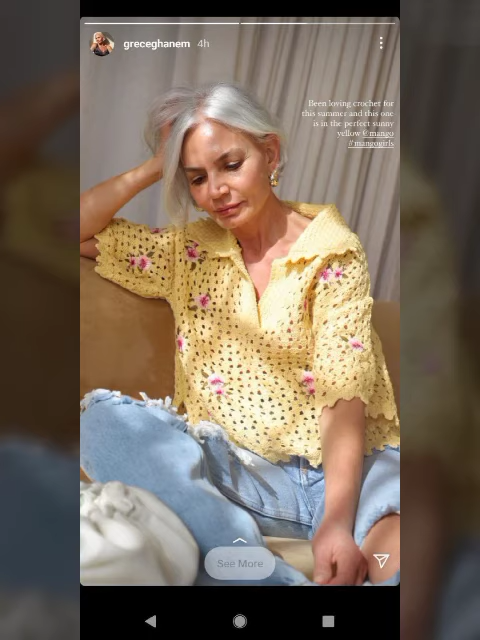 greceghanem 4h
Been loving crochet for
this summer and this one
is in the perfect sunny
yellow @mango
#mangogirls
See More